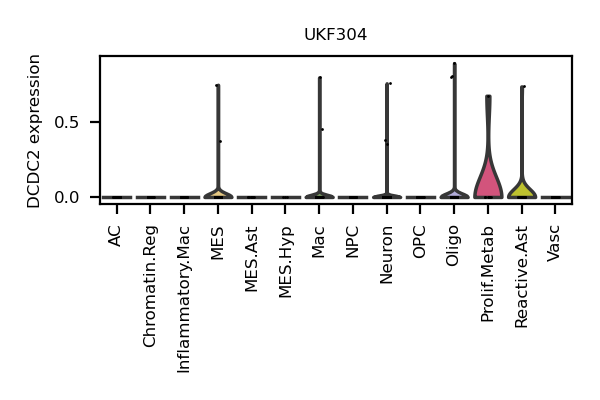 UKF304
DCDC2 expression
0.5
0.0
AC
Chromatin.Reg
Inflammatory.Mac
MES
MES.Ast
MES.Hyp
Mac
NPC
Neuron
OPC
Oligo
Prolif.Metab
Reactive.Ast
Vasc